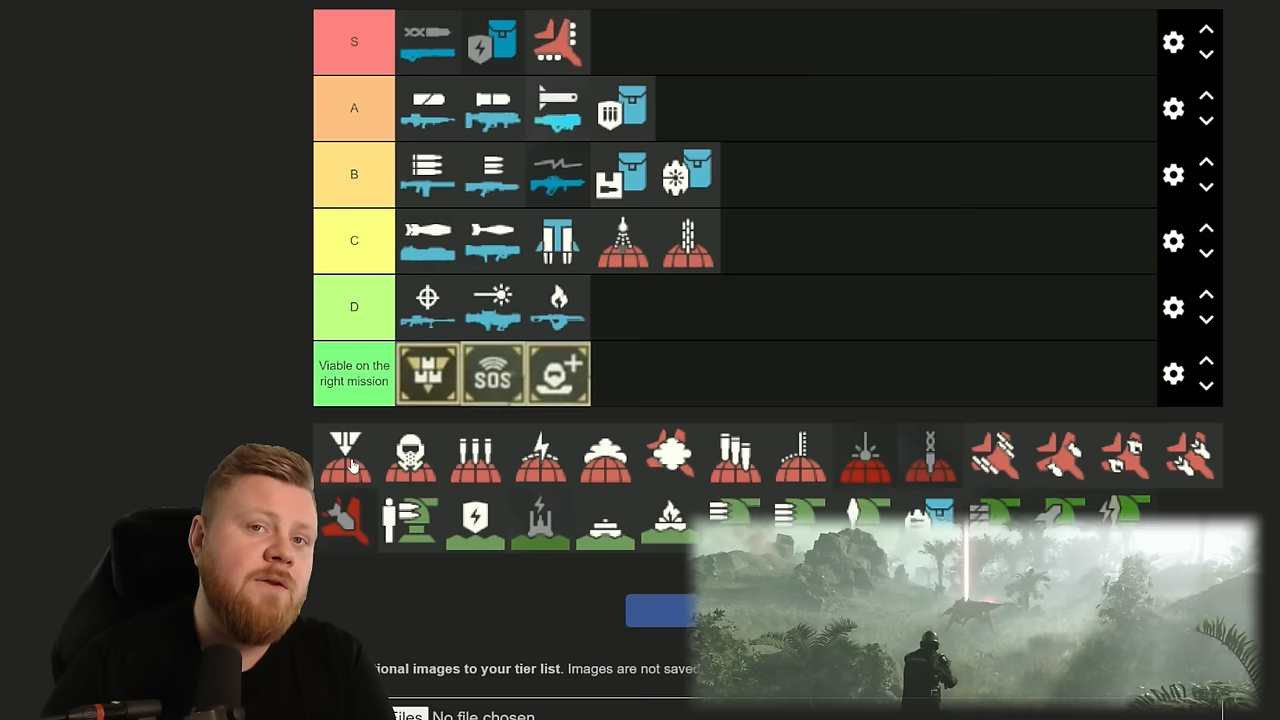 S
A
B
C
D
Viable on the
right mission
SOS
ional images to your tier list. Images are not saved
Files No file chosen